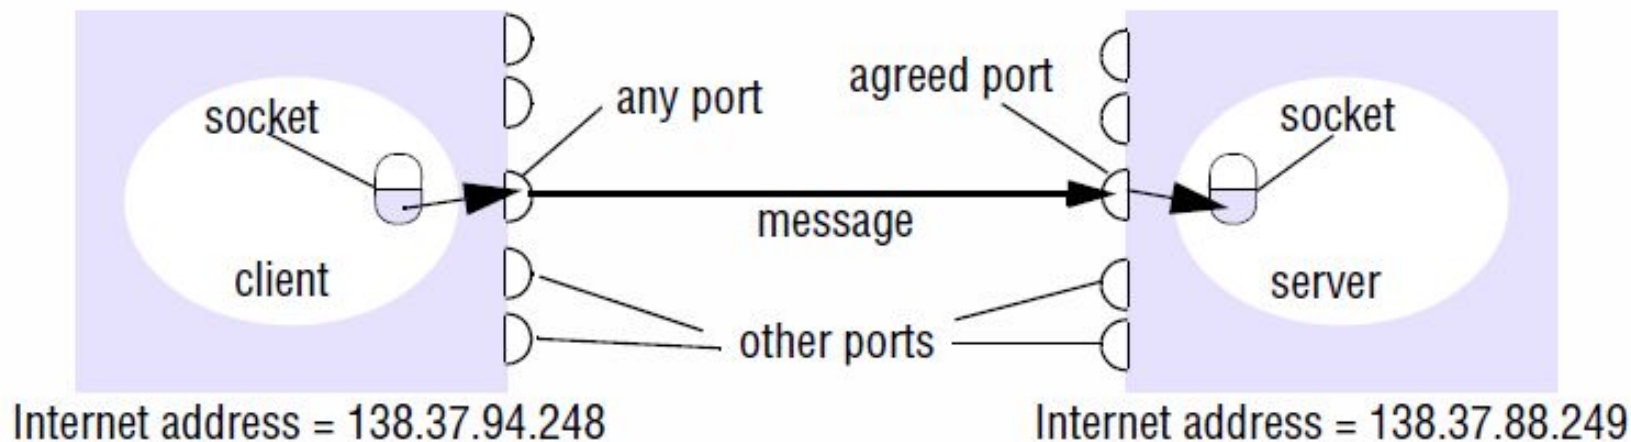 any port
agreed port
socket
socket
message
client
server
other ports
Internet address = 138.37.94.248
Internet address = 138.37.88.249